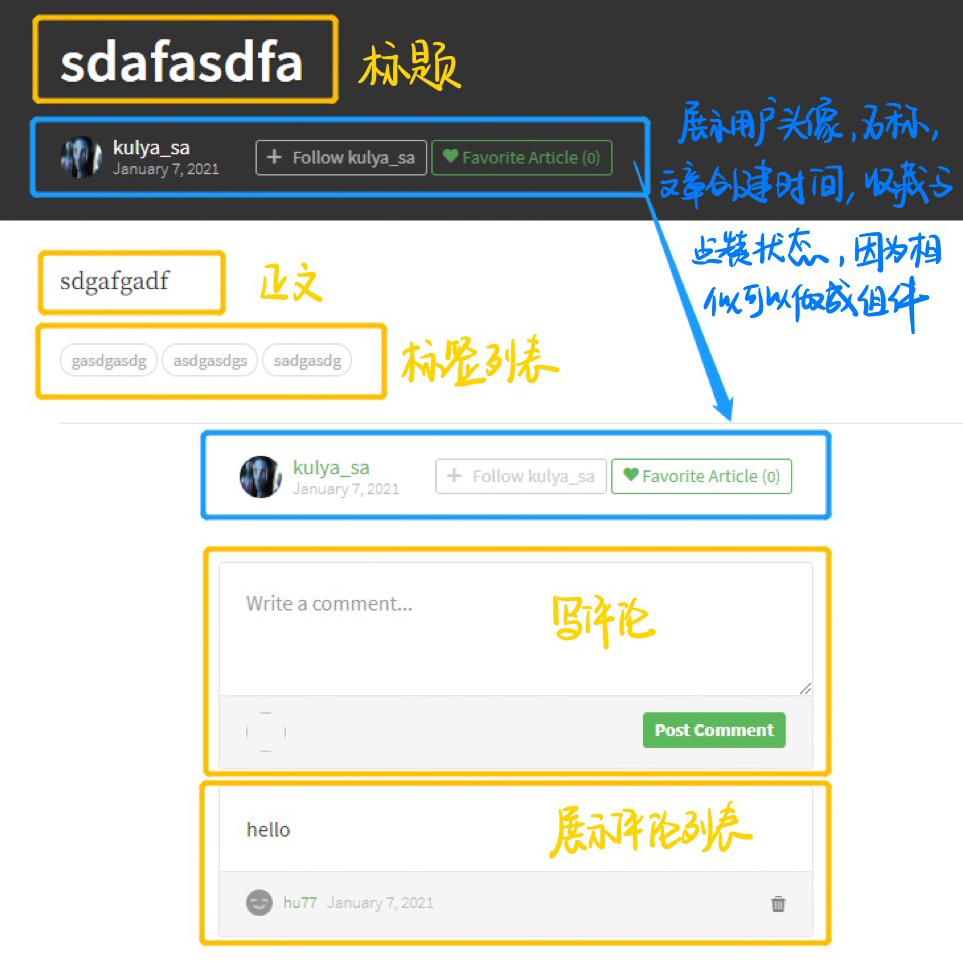 sdafasdfa 标题
kulya_sa
January 7, 2021
+ Follow kulya_sa
Favorite Article (0)
展示用户头像,名称,
文章创建时间,收藏与
点赞状态,因为相
似可以做成组件
sdgafgadf 正文
gasdgasdg asdgasdgs sadgasdg 标签列表
kulya_sa
January 7, 2021
+ Follow kulya_sa
Favorite Article (0)
Write a comment...
写评论
Post Comment
hello
展示评论列表
hu77 January 7, 2021